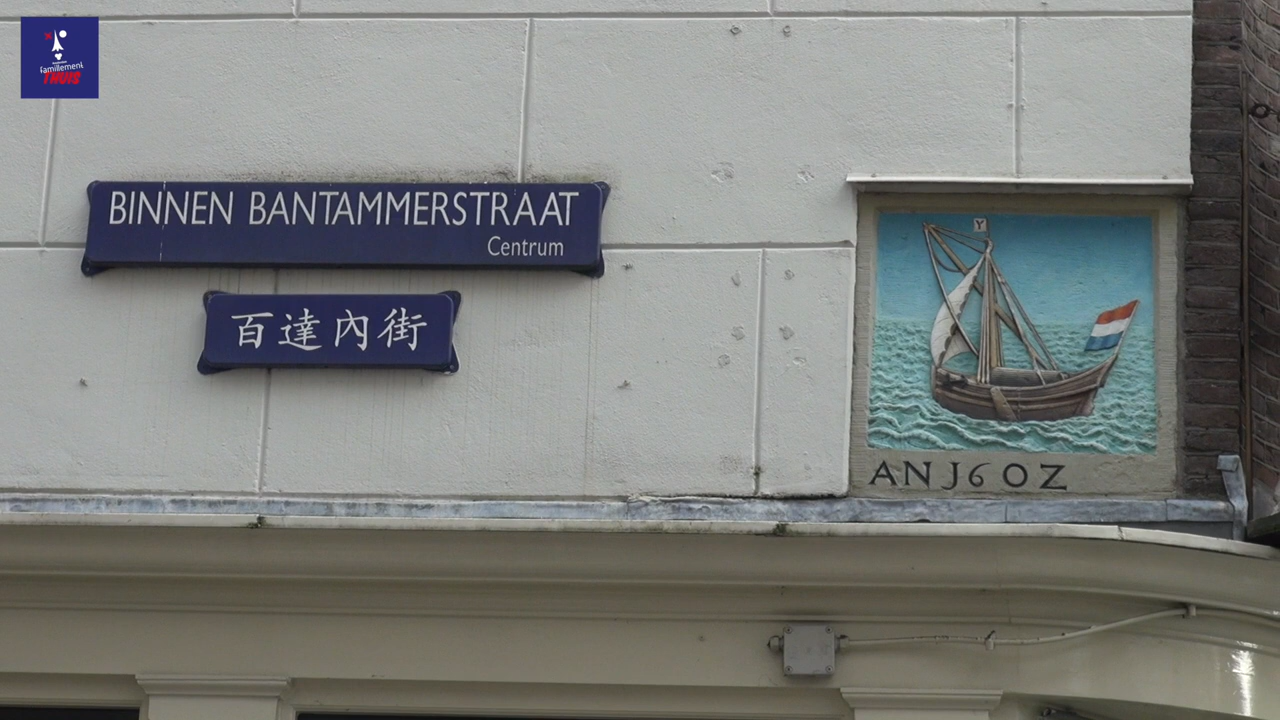 famillement
THUIS
BINNEN BANTAMMERSTRAAT
Centrum
百達內街
Y
ANJ6OZ